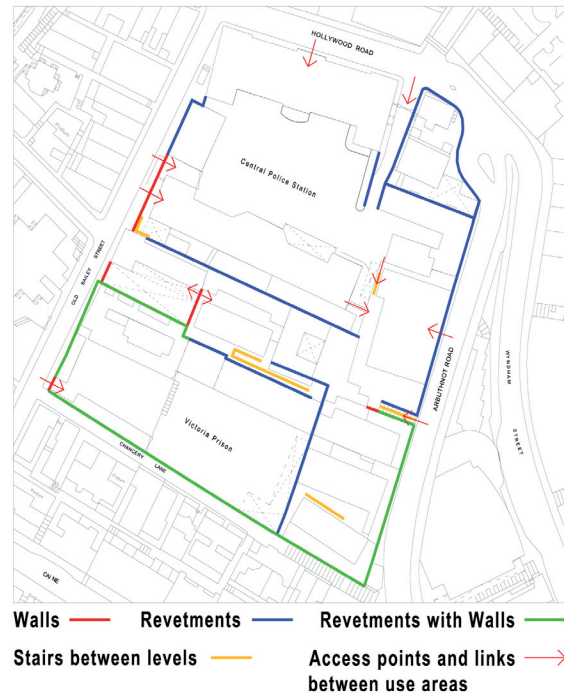 HOLLYWOOD ROAD
Central Police Station
OLD BAILEY STREET
ARBUTHNOT ROAD
WYNDHAM STREET
Victoria Prison
CHANCERY LANE
CAINE
Walls
Revetments
Revetments with Walls
Stairs between levels
Access points and links
between use areas